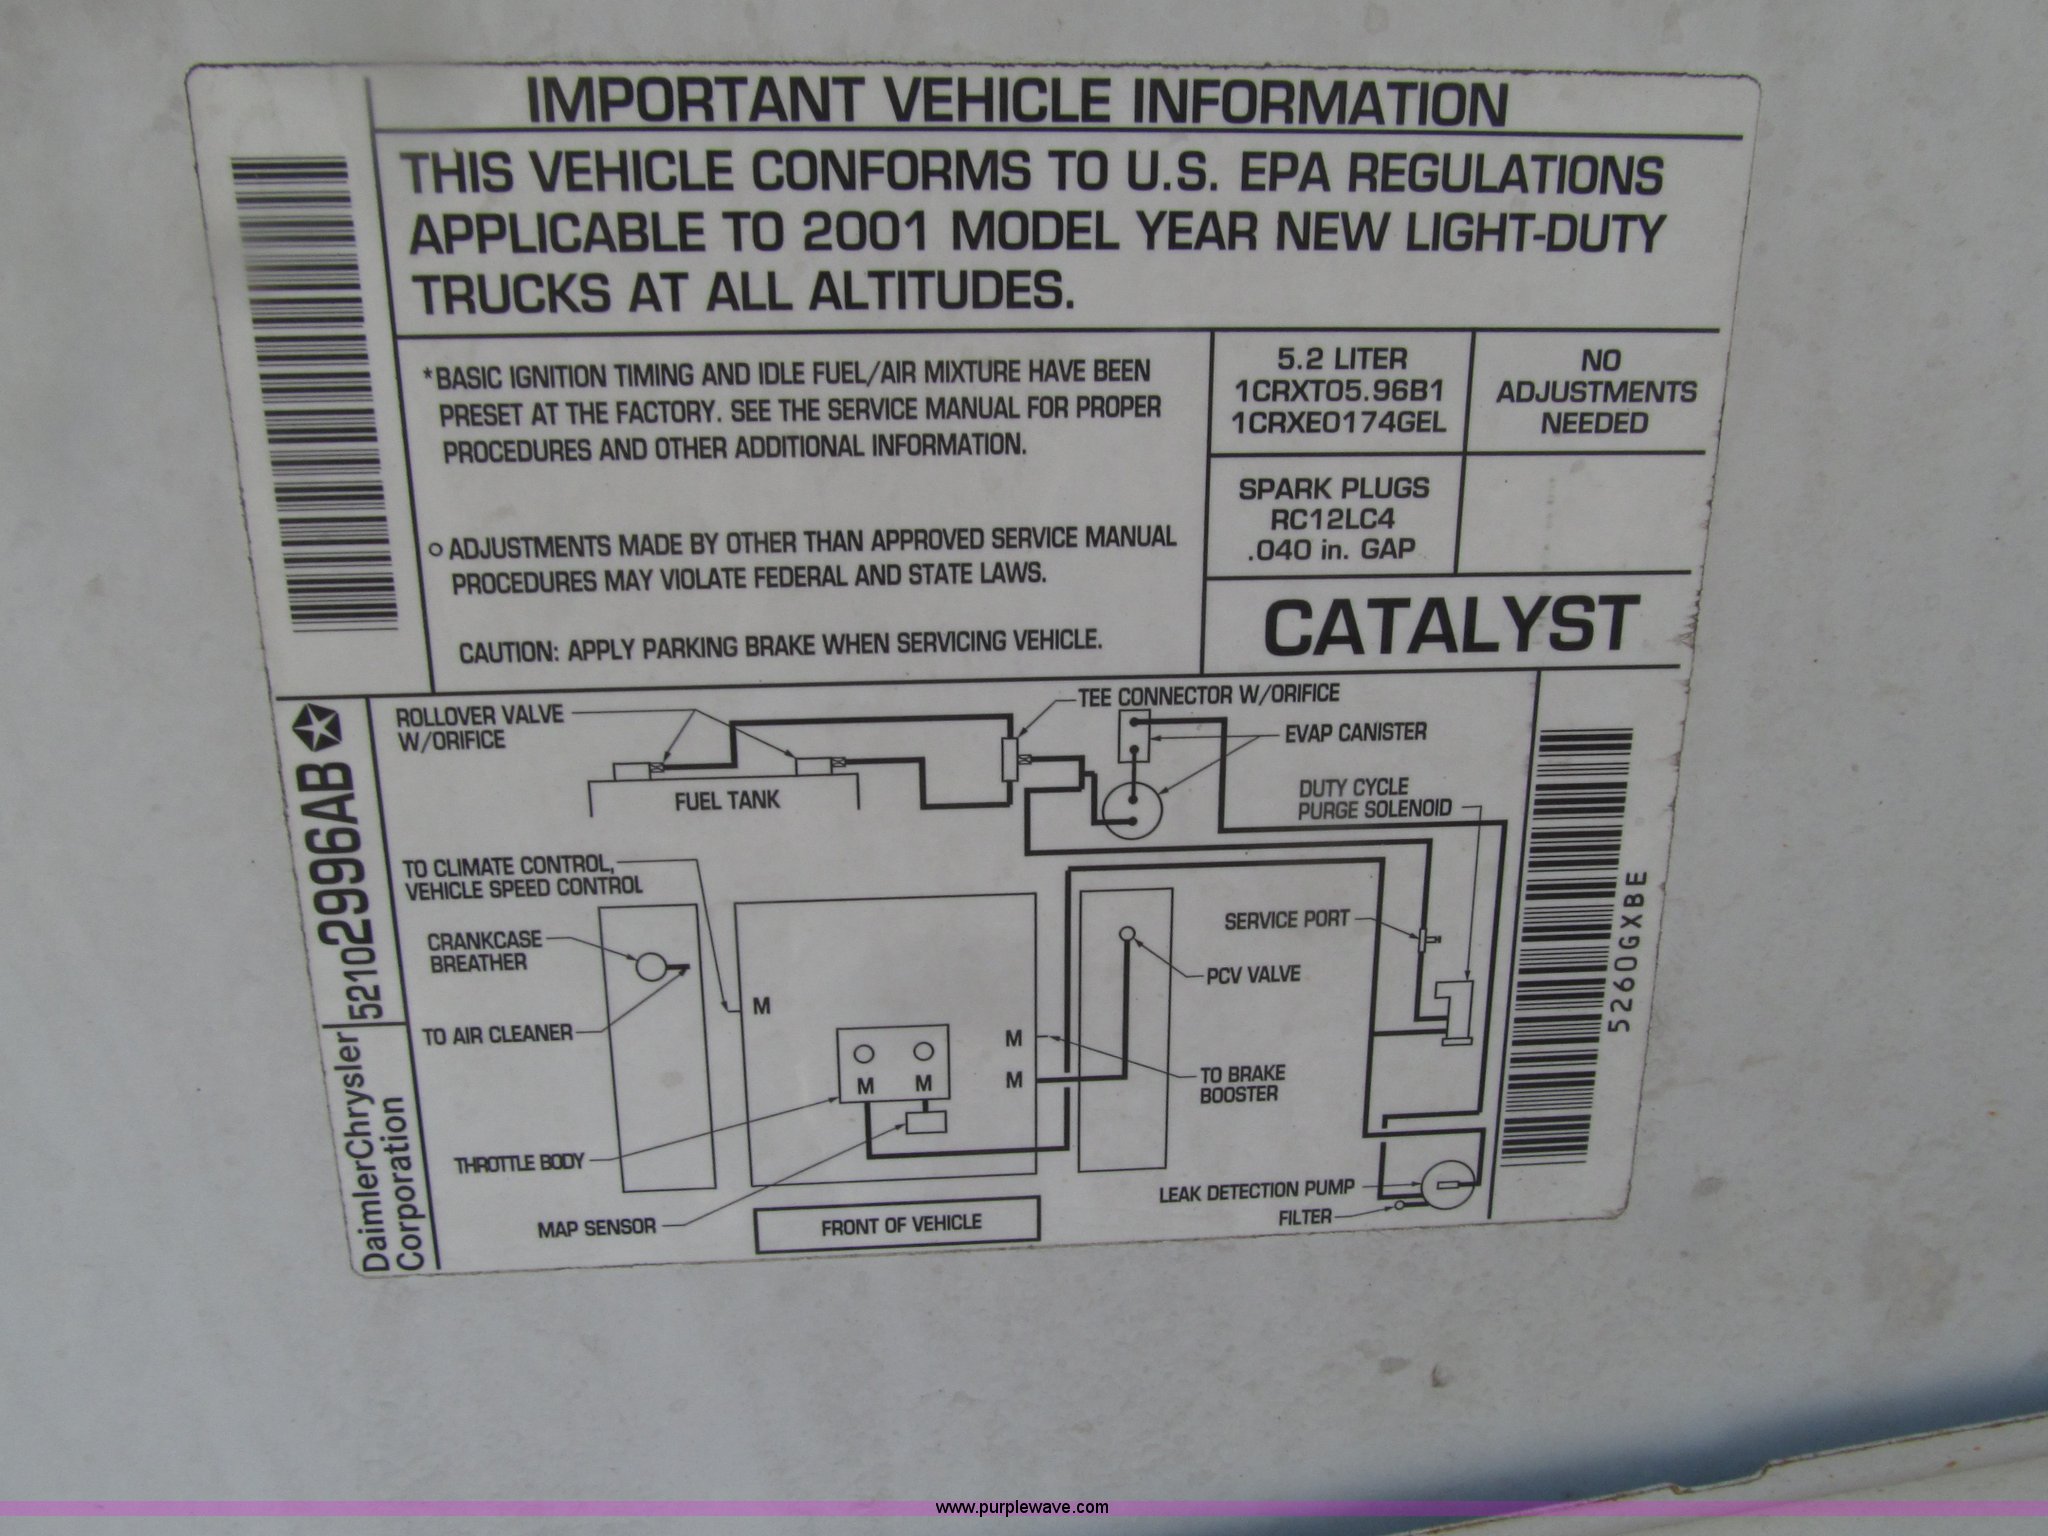 IMPORTANT VEHICLE INFORMATION
THIS VEHICLE CONFORMS TO U.S. EPA REGULATIONS
APPLICABLE TO 2001 MODEL YEAR NEW LIGHT-DUTY
TRUCKS AT ALL ALTITUDES.
*BASIC IGNITION TIMING AND IDLE FUEL/AIR MIXTURE HAVE BEEN
PRESET AT THE FACTORY. SEE THE SERVICE MANUAL FOR PROPER
PROCEDURES AND OTHER ADDITIONAL INFORMATION.
○ ADJUSTMENTS MADE BY OTHER THAN APPROVED SERVICE MANUAL
PROCEDURES MAY VIOLATE FEDERAL AND STATE LAWS.
CAUTION: APPLY PARKING BRAKE WHEN SERVICING VEHICLE.
5.2 LITER
1CRXT05.96B1
1CRXE0174GEL
NO
ADJUSTMENTS
NEEDED
SPARK PLUGS
RC12LC4
.040 in. GAP
CATALYST
DaimlerChrysler
Corporation
52102996AB
ROLLOVER VALVE
W/ORIFICE
TEE CONNECTOR W/ORIFICE
EVAP CANISTER
FUEL TANK
DUTY CYCLE
PURGE SOLENOID
TO CLIMATE CONTROL,
VEHICLE SPEED CONTROL
CRANKCASE
BREATHER
SERVICE PORT
PCV VALVE
M
TO AIR CLEANER
M
M
M
M
TO BRAKE
BOOSTER
THROTTLE BODY
LEAK DETECTION PUMP
FILTER
MAP SENSOR
FRONT OF VEHICLE
5260GXBE
www.purplewave.com